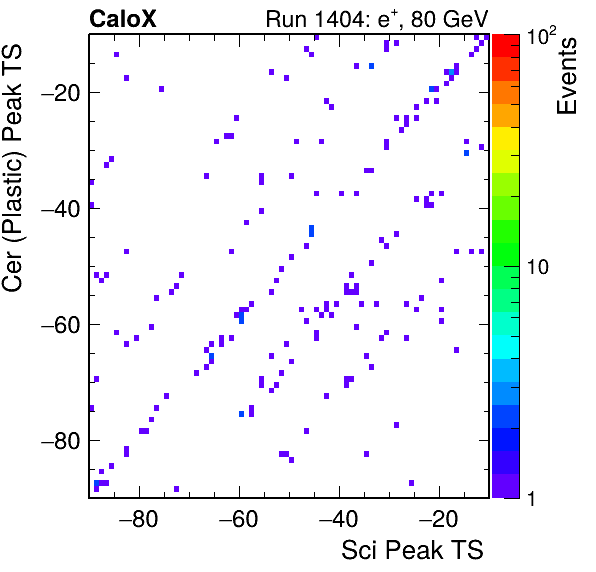 CaloX Run 1404: e⁺, 80 GeV
Cer (Plastic) Peak TS
−20
−40
−60
−80
−80 −60 −40 −20
Sci Peak TS
10²
10
1
Events